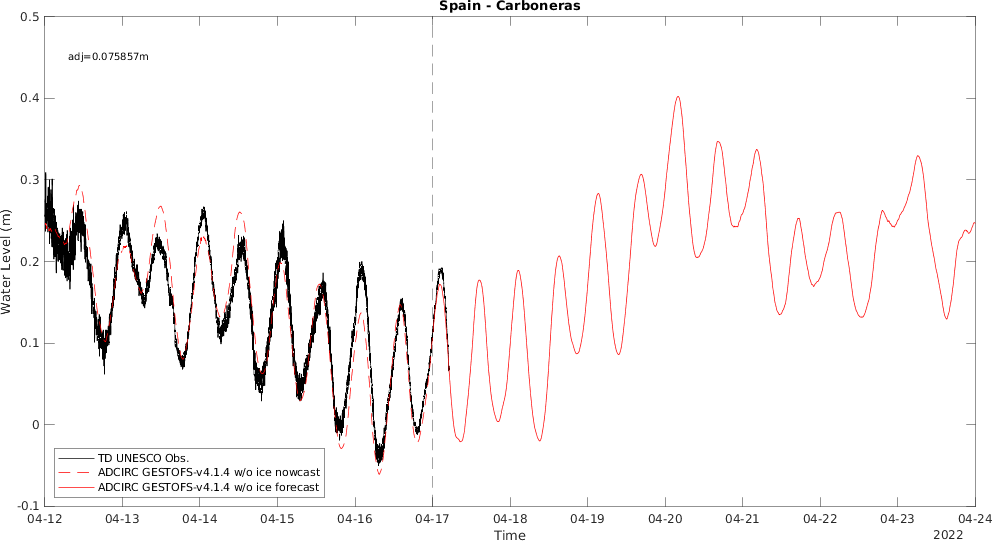 Spain - Carboneras
0.5
adj=0.075857m
0.4
0.3
0.2
0.1
0
-0.1
Water Level (m)
TD UNESCO Obs.
ADCIRC GESTOFS-v4.1.4 w/o ice nowcast
ADCIRC GESTOFS-v4.1.4 w/o ice forecast
04-12 04-13 04-14 04-15 04-16 04-17 04-18 04-19 04-20 04-21 04-22 04-23 04-24
Time
2022